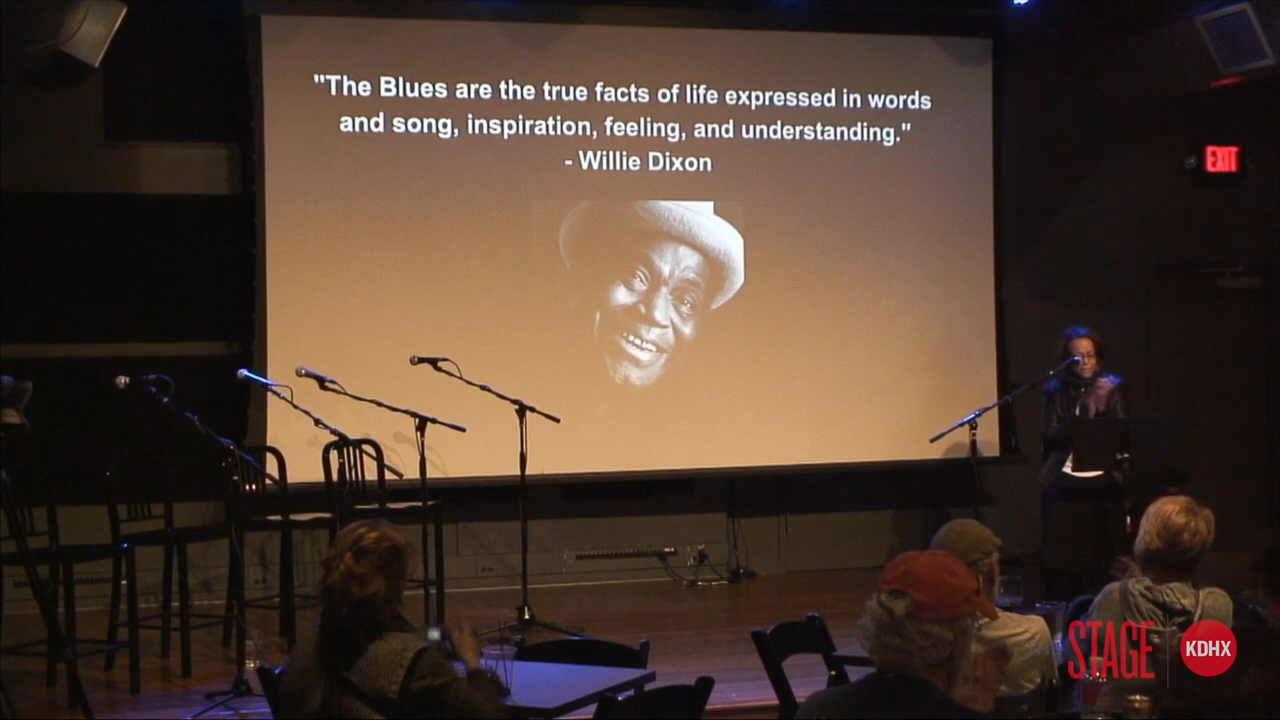 "The Blues are the true facts of life expressed in words
and song, inspiration, feeling, and understanding."
- Willie Dixon
EXIT
STAGE
KDHX